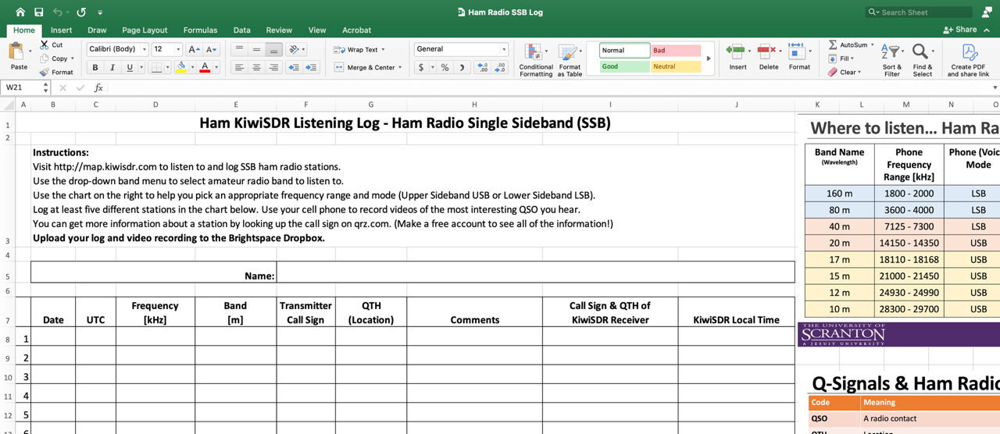 Ham Radio SSB Log
Search Sheet
Home Insert Draw Page Layout Formulas Data Review View Acrobat
Share
Paste
Cut
Copy
Format
Calibri (Body) 12
A A
B I U
A
Wrap Text
Merge & Center
General
$ %
Conditional Formatting
Format as Table
Normal Bad
Good Neutral
Insert Delete Format
AutoSum
Fill
Clear
Sort & Filter
Find & Select
Create PDF and share link
W21 fx
A B C D E F G H I J K L M N O
1 Ham KiwiSDR Listening Log - Ham Radio Single Sideband (SSB)
2
Instructions:
Visit http://map.kiwisdr.com to listen to and log SSB ham radio stations.
Use the drop-down band menu to select amateur radio band to listen to.
Use the chart on the right to help you pick an appropriate frequency range and mode (Upper Sideband USB or Lower Sideband LSB).
Log at least five different stations in the chart below. Use your cell phone to record videos of the most interesting QSO you hear.
You can get more information about a station by looking up the call sign on qrz.com. (Make a free account to see all of the information!)
3 Upload your log and video recording to the Brightspace Dropbox.
4
5 Name:
6
7 Date UTC Frequency [kHz] Band [m] Transmitter Call Sign QTH (Location) Comments Call Sign & QTH of KiwiSDR Receiver KiwiSDR Local Time
8 1
9 2
10 3
11 4
12 5
Where to listen... Ham Ra
Band Name (Wavelength) Phone Frequency Range [kHz] Phone (Voic Mode
160 m 1800 - 2000 LSB
80 m 3600 - 4000 LSB
40 m 7125 - 7300 LSB
20 m 14150 - 14350 USB
17 m 18110 - 18168 USB
15 m 21000 - 21450 USB
12 m 24930 - 24990 USB
10 m 28300 - 29700 USB
THE UNIVERSITY OF
SCRANTON
A JESUIT UNIVERSITY
Q-Signals & Ham Radio
Code Meaning
QSO A radio contact